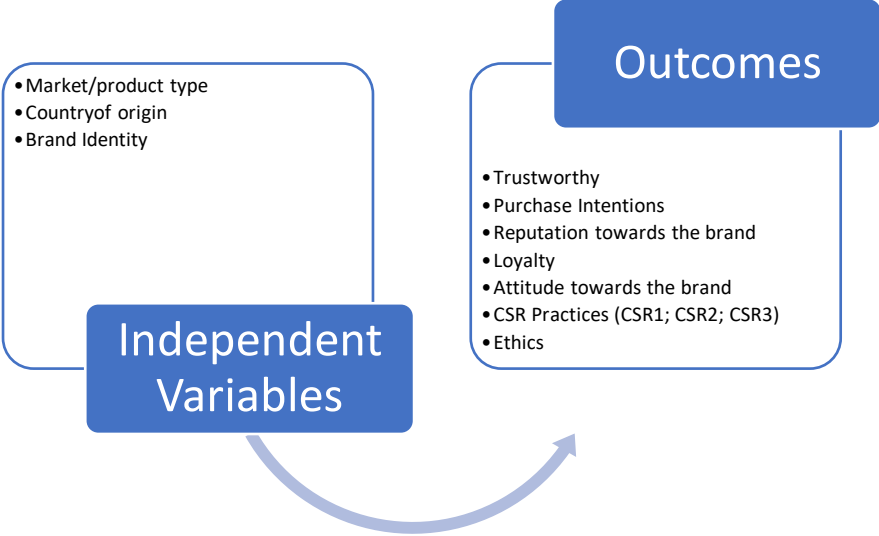 •Market/product type
•Countryof origin
•Brand Identity
Independent
Variables
Outcomes
•Trustworthy
•Purchase Intentions
•Reputation towards the brand
•Loyalty
•Attitude towards the brand
•CSR Practices (CSR1; CSR2; CSR3)
•Ethics